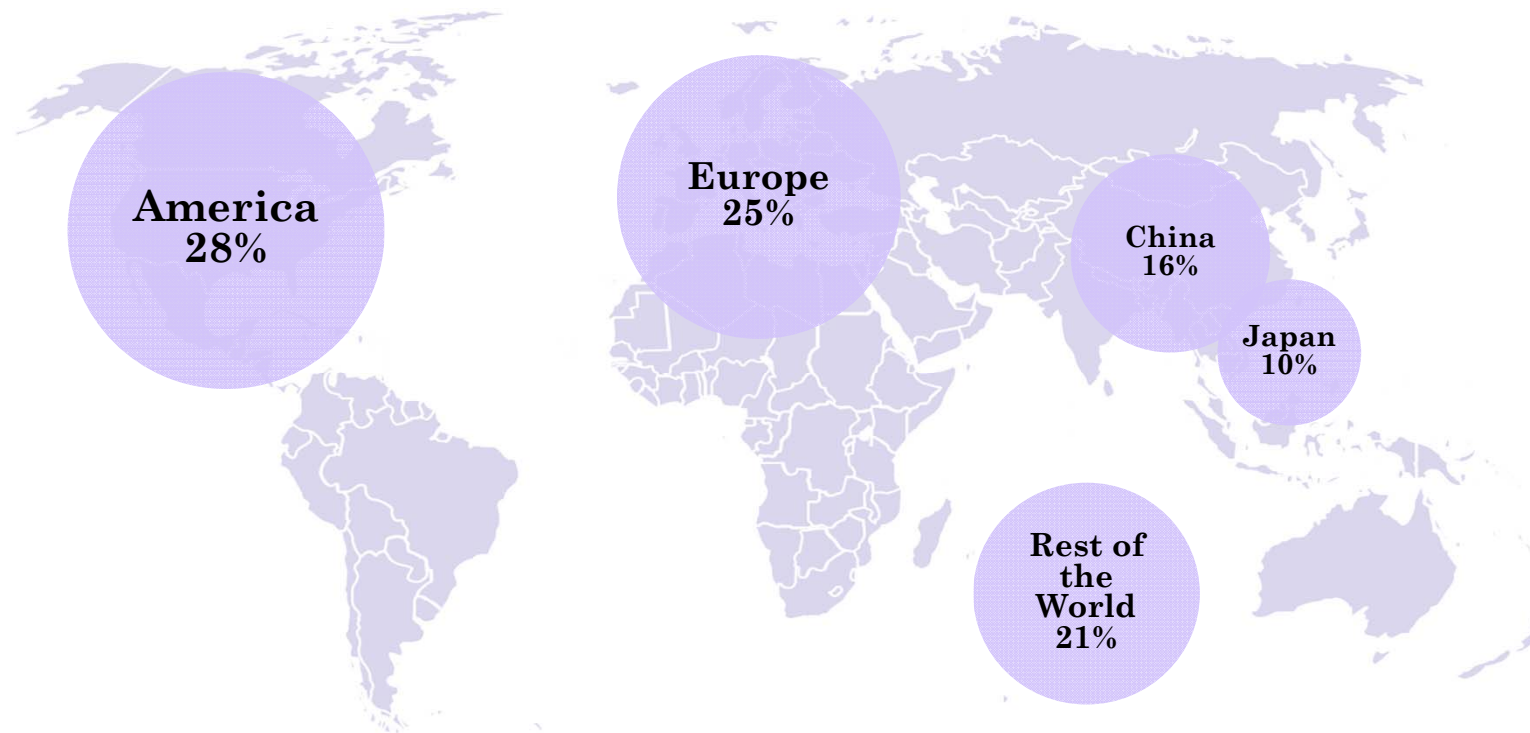 America
28%
Europe
25%
China
16%
Japan
10%
Rest of
the
World
21%